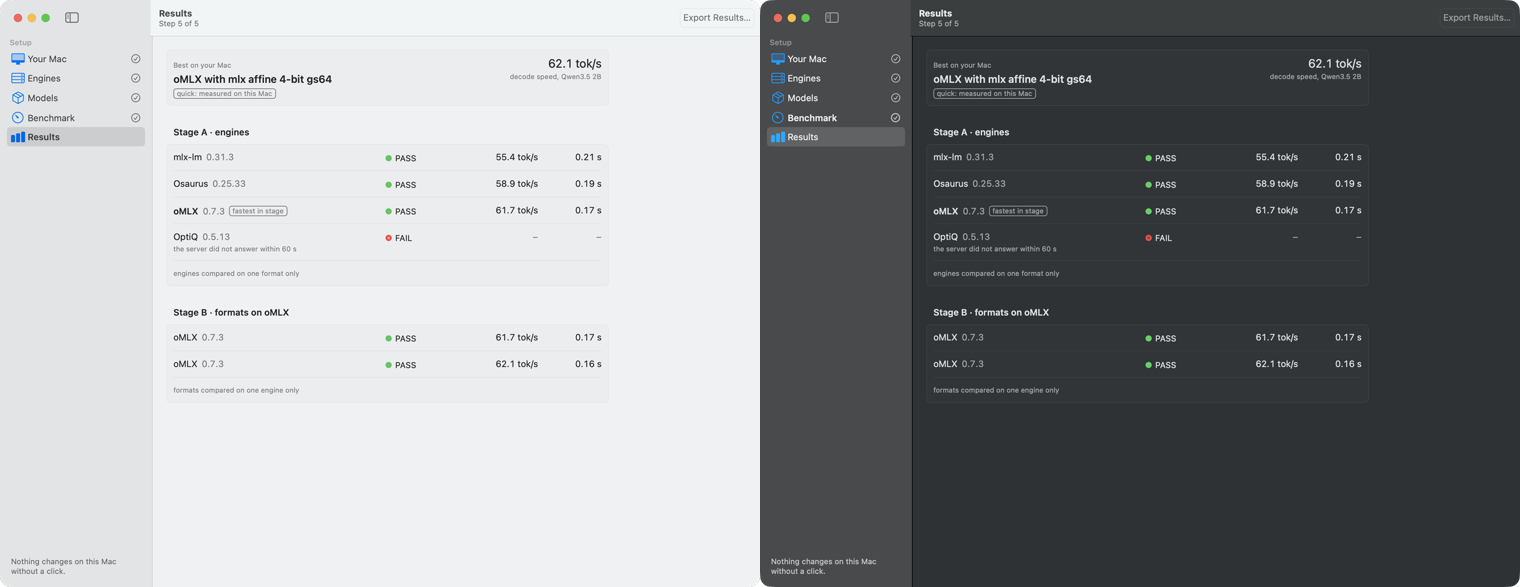 Results
Step 5 of 5
Export Results...
Setup
Your Mac
Engines
Models
Benchmark
Results
Best on your Mac
oMLX with mlx affine 4-bit gs64
quick: measured on this Mac
62.1 tok/s
decode speed, Qwen3.5 2B
Stage A · engines
mlx-lm 0.31.3 PASS 55.4 tok/s 0.21 s
Osaurus 0.25.33 PASS 58.9 tok/s 0.19 s
oMLX 0.7.3 fastest in stage PASS 61.7 tok/s 0.17 s
OptiQ 0.5.13 FAIL – –
the server did not answer within 60 s
engines compared on one format only
Stage B · formats on oMLX
oMLX 0.7.3 PASS 61.7 tok/s 0.17 s
oMLX 0.7.3 PASS 62.1 tok/s 0.16 s
formats compared on one engine only
Nothing changes on this Mac
without a click.
Results
Step 5 of 5
Export Results...
Setup
Your Mac
Engines
Models
Benchmark
Results
Best on your Mac
oMLX with mlx affine 4-bit gs64
quick: measured on this Mac
62.1 tok/s
decode speed, Qwen3.5 2B
Stage A · engines
mlx-lm 0.31.3 PASS 55.4 tok/s 0.21 s
Osaurus 0.25.33 PASS 58.9 tok/s 0.19 s
oMLX 0.7.3 fastest in stage PASS 61.7 tok/s 0.17 s
OptiQ 0.5.13 FAIL – –
the server did not answer within 60 s
engines compared on one format only
Stage B · formats on oMLX
oMLX 0.7.3 PASS 61.7 tok/s 0.17 s
oMLX 0.7.3 PASS 62.1 tok/s 0.16 s
formats compared on one engine only
Nothing changes on this Mac
without a click.